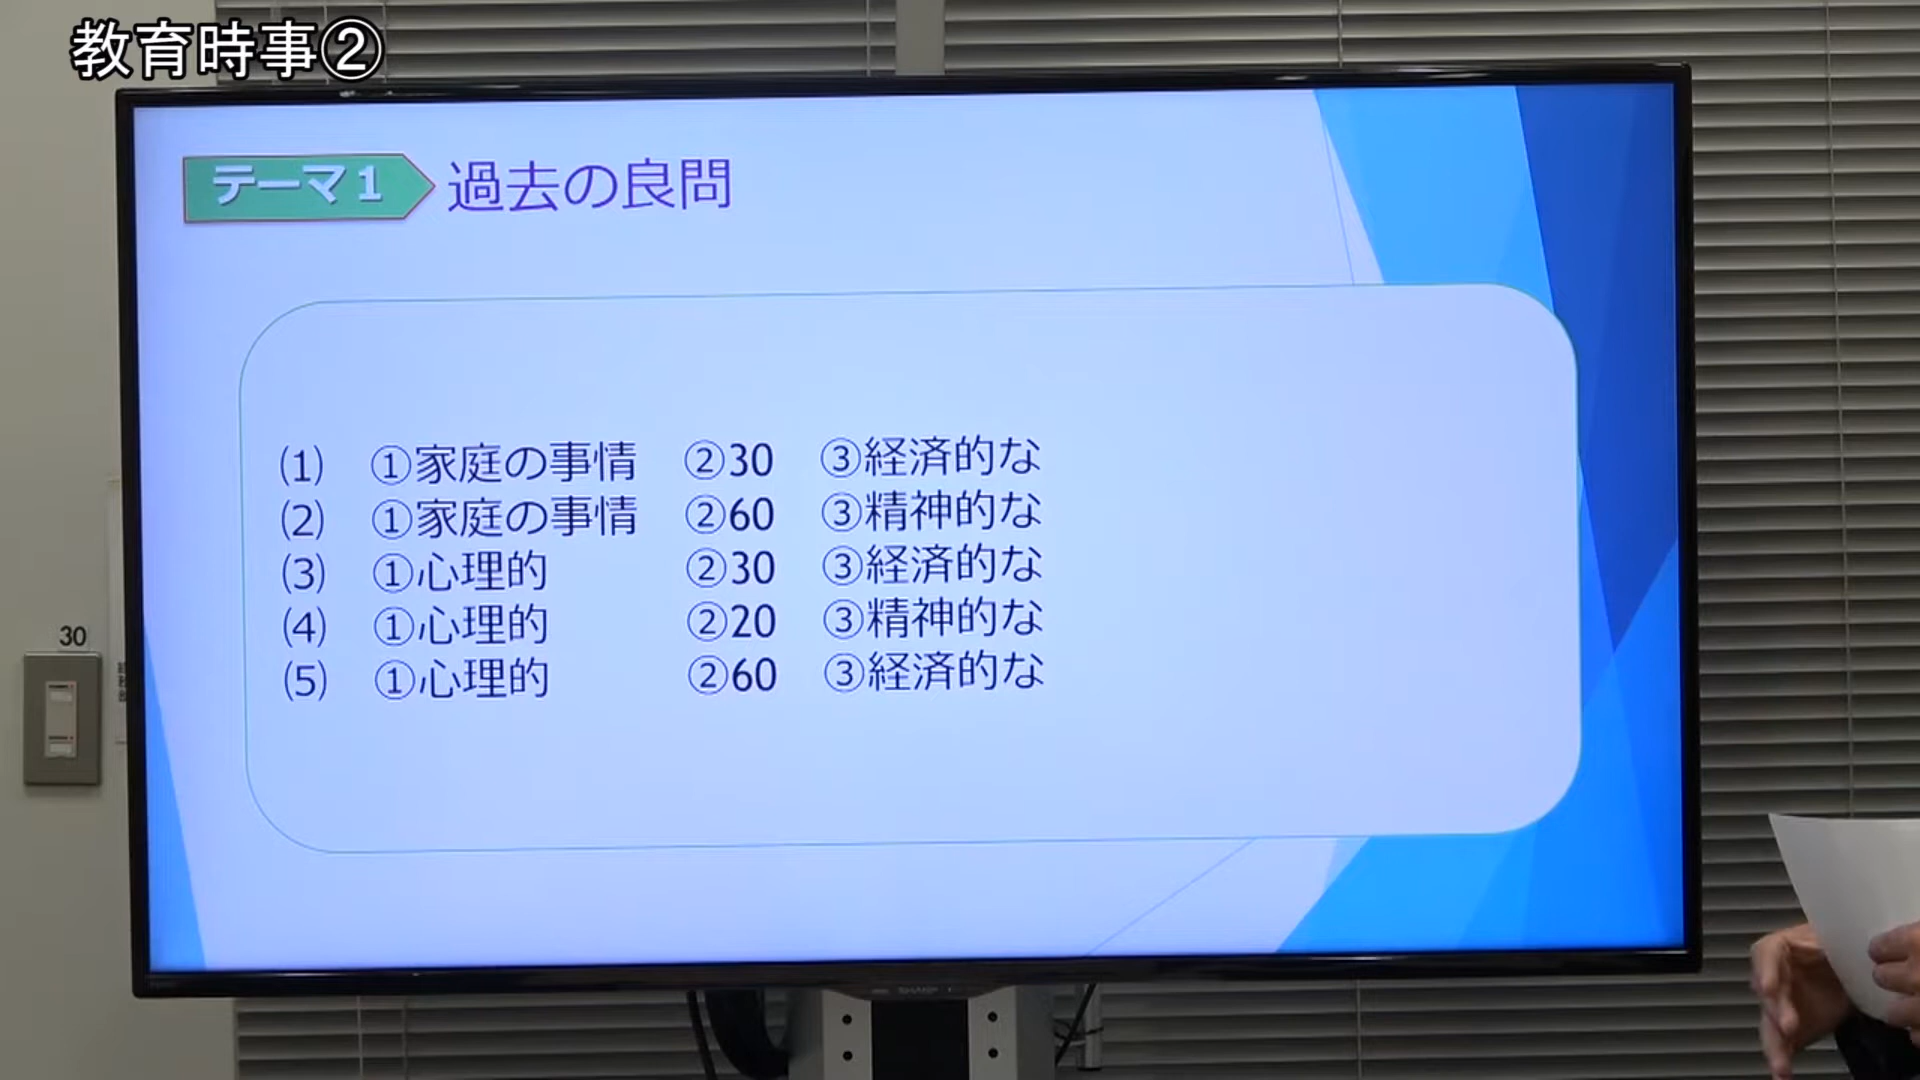 教育時事②
テーマ1 過去の良問
(1) ①家庭の事情 ②30 ③経済的な
(2) ①家庭の事情 ②60 ③精神的な
(3) ①心理的 ②30 ③経済的な
(4) ①心理的 ②20 ③精神的な
(5) ①心理的 ②60 ③経済的な
30